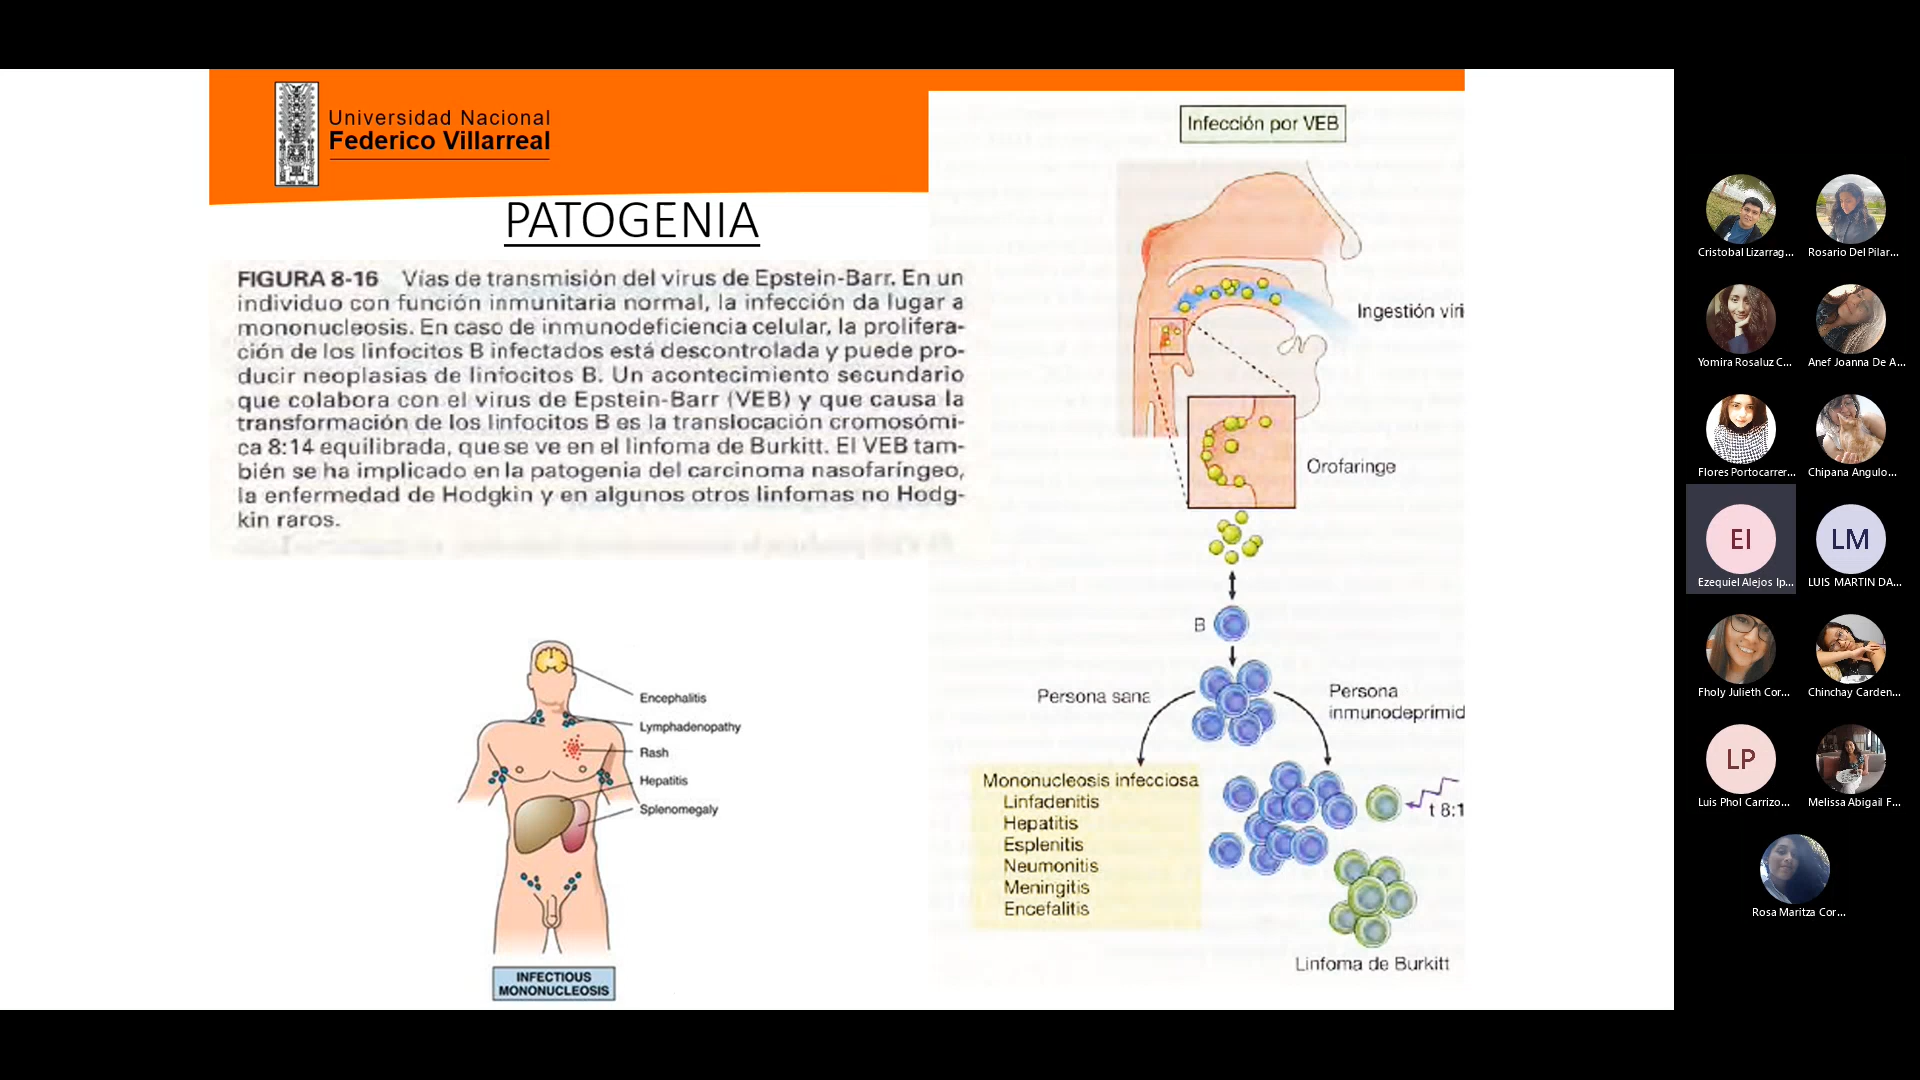 Universidad Nacional
Federico Villarreal
PATOGENIA
FIGURA 8-16 Vías de transmisión del virus de Epstein-Barr. En un
individuo con función inmunitaria normal, la infección da lugar a
mononucleosis. En caso de inmunodeficiencia celular, la prolifera-
ción de los linfocitos B infectados está descontrolada y puede pro-
ducir neoplasias de linfocitos B. Un acontecimiento secundario
que colabora con el virus de Epstein-Barr (VEB) y que causa la
transformación de los linfocitos B es la translocación cromosómi-
ca 8:14 equilibrada, que se ve en el linfoma de Burkitt. El VEB tam-
bién se ha implicado en la patogenia del carcinoma nasofaríngeo,
la enfermedad de Hodgkin y en algunos otros linfomas no Hodg-
kin raros.
Encephalitis
Lymphadenopathy
Rash
Hepatitis
Splenomegaly
INFECTIOUS
MONONUCLEOSIS
Infección por VEB
Ingestión viri
Orofaringe
B
Persona sana
Persona
inmunodeprimid
Mononucleosis infecciosa
Linfadenitis
Hepatitis
Esplenitis
Neumonitis
Meningitis
Encefalitis
t 8:1
Linfoma de Burkitt
Cristobal Lizarrag...
Rosario Del Pilar...
Yomira Rosaluz C...
Anef Joanna De A...
Flores Portocarrer...
Chipana Angulo...
EI
Ezequiel Alejos Ip...
LM
LUIS MARTIN DA...
Fholy Julieth Cor...
Chinchay Carden...
LP
Luis Phol Carrizo...
Melissa Abigail F...
Rosa Maritza Cor...